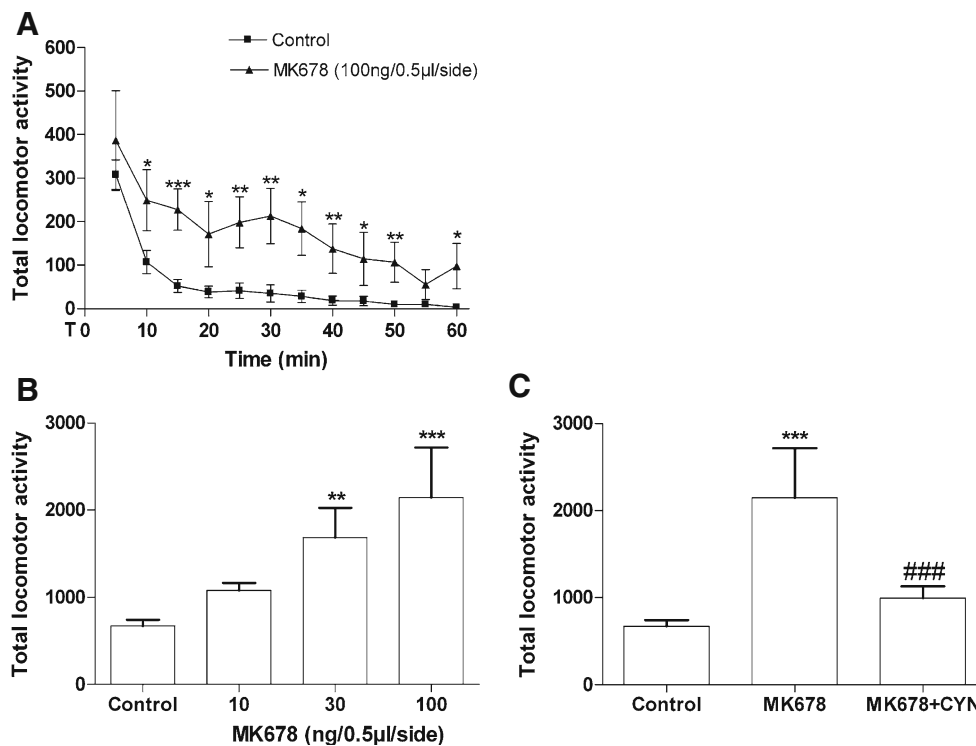 A
Control
MK678 (100ng/0.5µl/side)
Total locomotor activity
600
500
400
300
200
100
0
*
***
*
**
**
*
**
*
**
*
T 0
10
20
30
40
50
60
Time (min)
B
Total locomotor activity
3000
2000
1000
0
**
***
Control
10
30
100
MK678 (ng/0.5µl/side)
C
Total locomotor activity
3000
2000
1000
0
***
###
Control
MK678
MK678+CYN